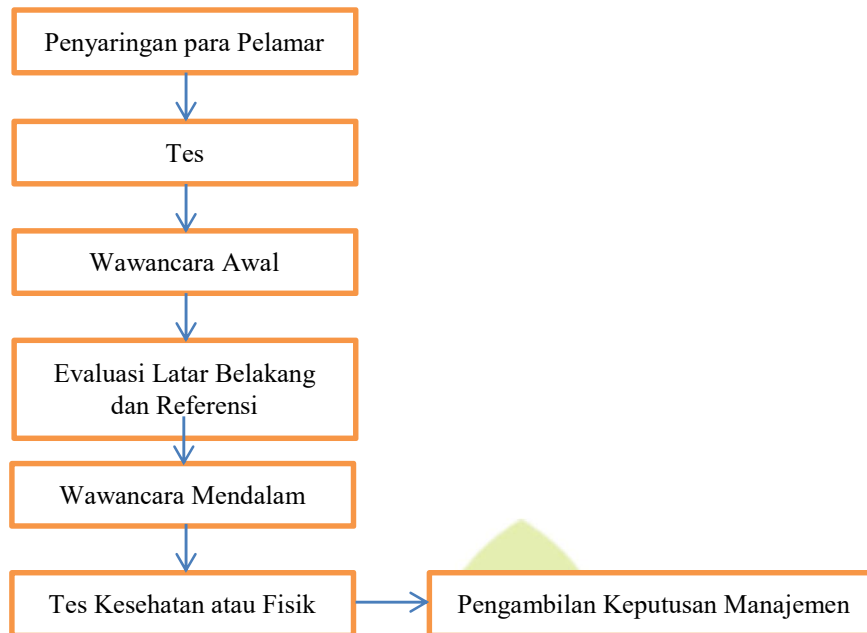 Penyaringan para Pelamar
Tes
Wawancara Awal
Evaluasi Latar Belakang
dan Referensi
Wawancara Mendalam
Tes Kesehatan atau Fisik
Pengambilan Keputusan Manajemen